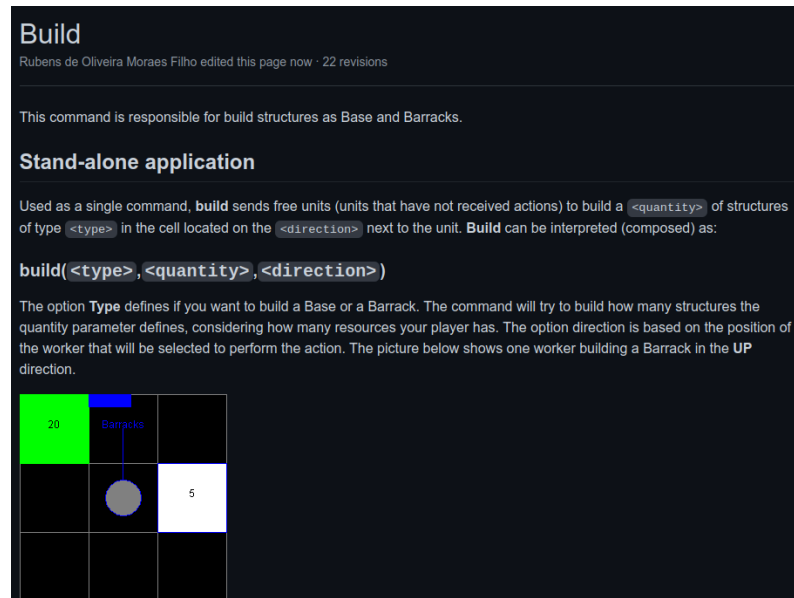 Build
Rubens de Oliveira Moraes Filho edited this page now · 22 revisions
This command is responsible for build structures as Base and Barracks.
Stand-alone application
Used as a single command, build sends free units (units that have not received actions) to build a <quantity> of structures
of type <type> in the cell located on the <direction> next to the unit. Build can be interpreted (composed) as:
build(<type>,<quantity>,<direction>)
The option Type defines if you want to build a Base or a Barrack. The command will try to build how many structures the
quantity parameter defines, considering how many resources your player has. The option direction is based on the position of
the worker that will be selected to perform the action. The picture below shows one worker building a Barrack in the UP
direction.
20 Barracks
5